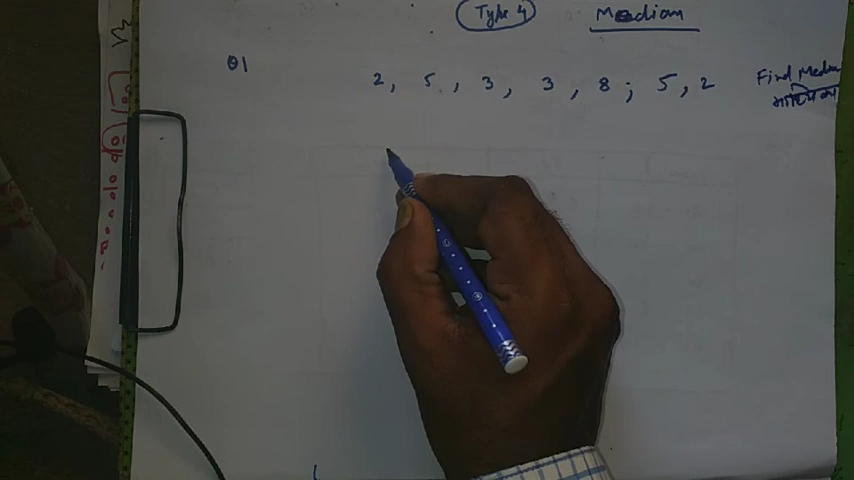 Type 4 Median
Q1 2, 5, 3, 3, 8; 5, 2 Find Median